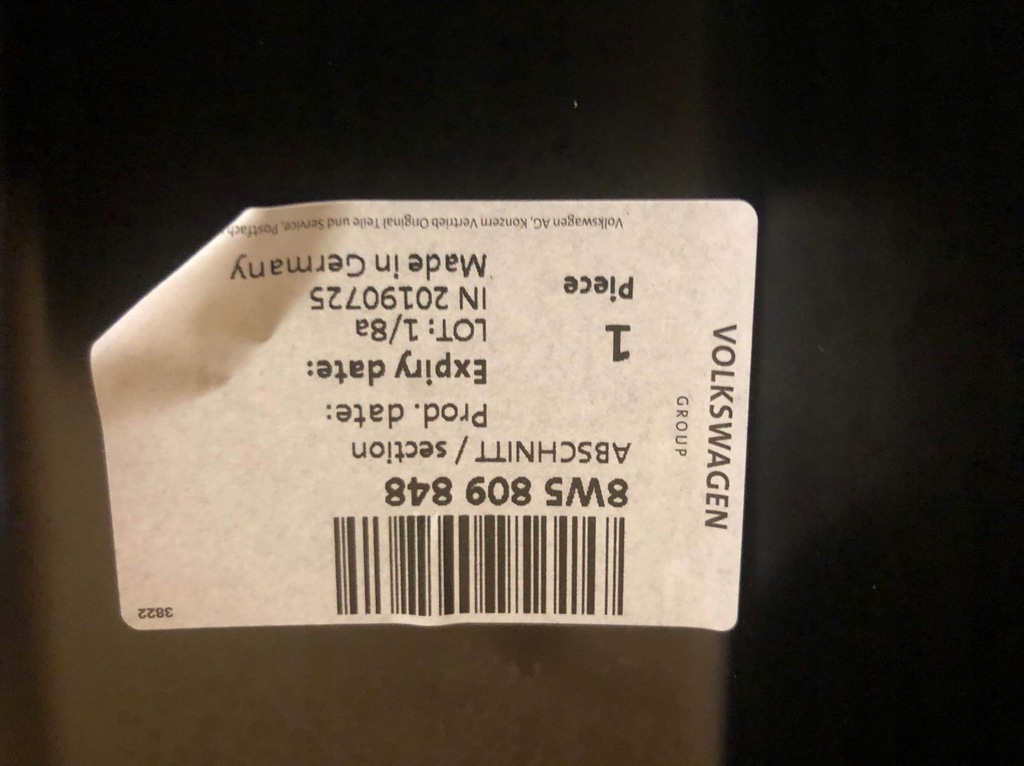 3822
8W5 809 848
ABSCHNITT / section
Prod. date:
Expiry date:
LOT: 1/8a
IN 20190725
Made in Germany
1
Piece
Volkswagen AG, Konzern Vertrieb Original Teile und Service, Postfach
VOLKSWAGEN
GROUP